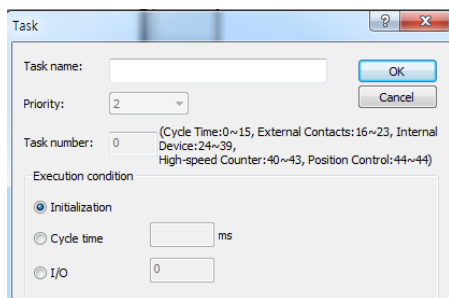 Task
Task name:
OK
Priority:
2
Cancel
Task number:
0
(Cycle Time:0~15, External Contacts:16~23, Internal
Device:24~39,
High-speed Counter:40~43, Position Control:44~44)
Execution condition
Initialization
Cycle time
ms
I/O
0